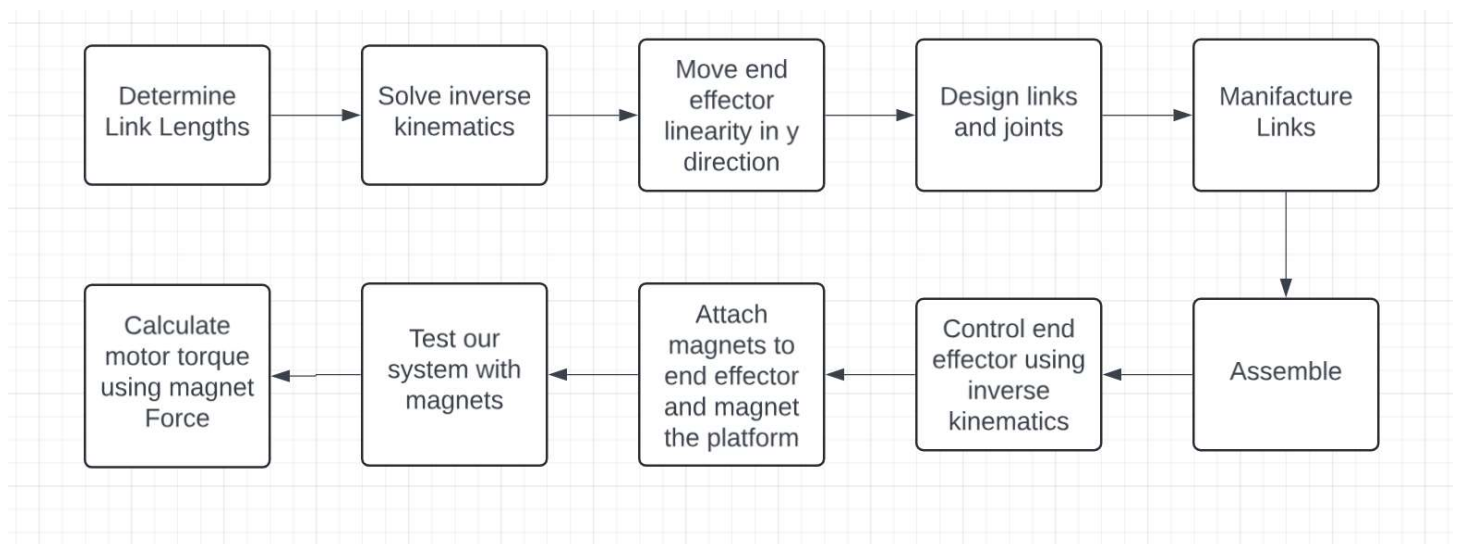 Determine
Link Lengths
Solve inverse
kinematics
Move end
effector
linearity in y
direction
Design links
and joints
Manifacture
Links
Assemble
Control end
effector using
inverse
kinematics
Attach
magnets to
end effector
and magnet
the platform
Test our
system with
magnets
Calculate
motor torque
using magnet
Force